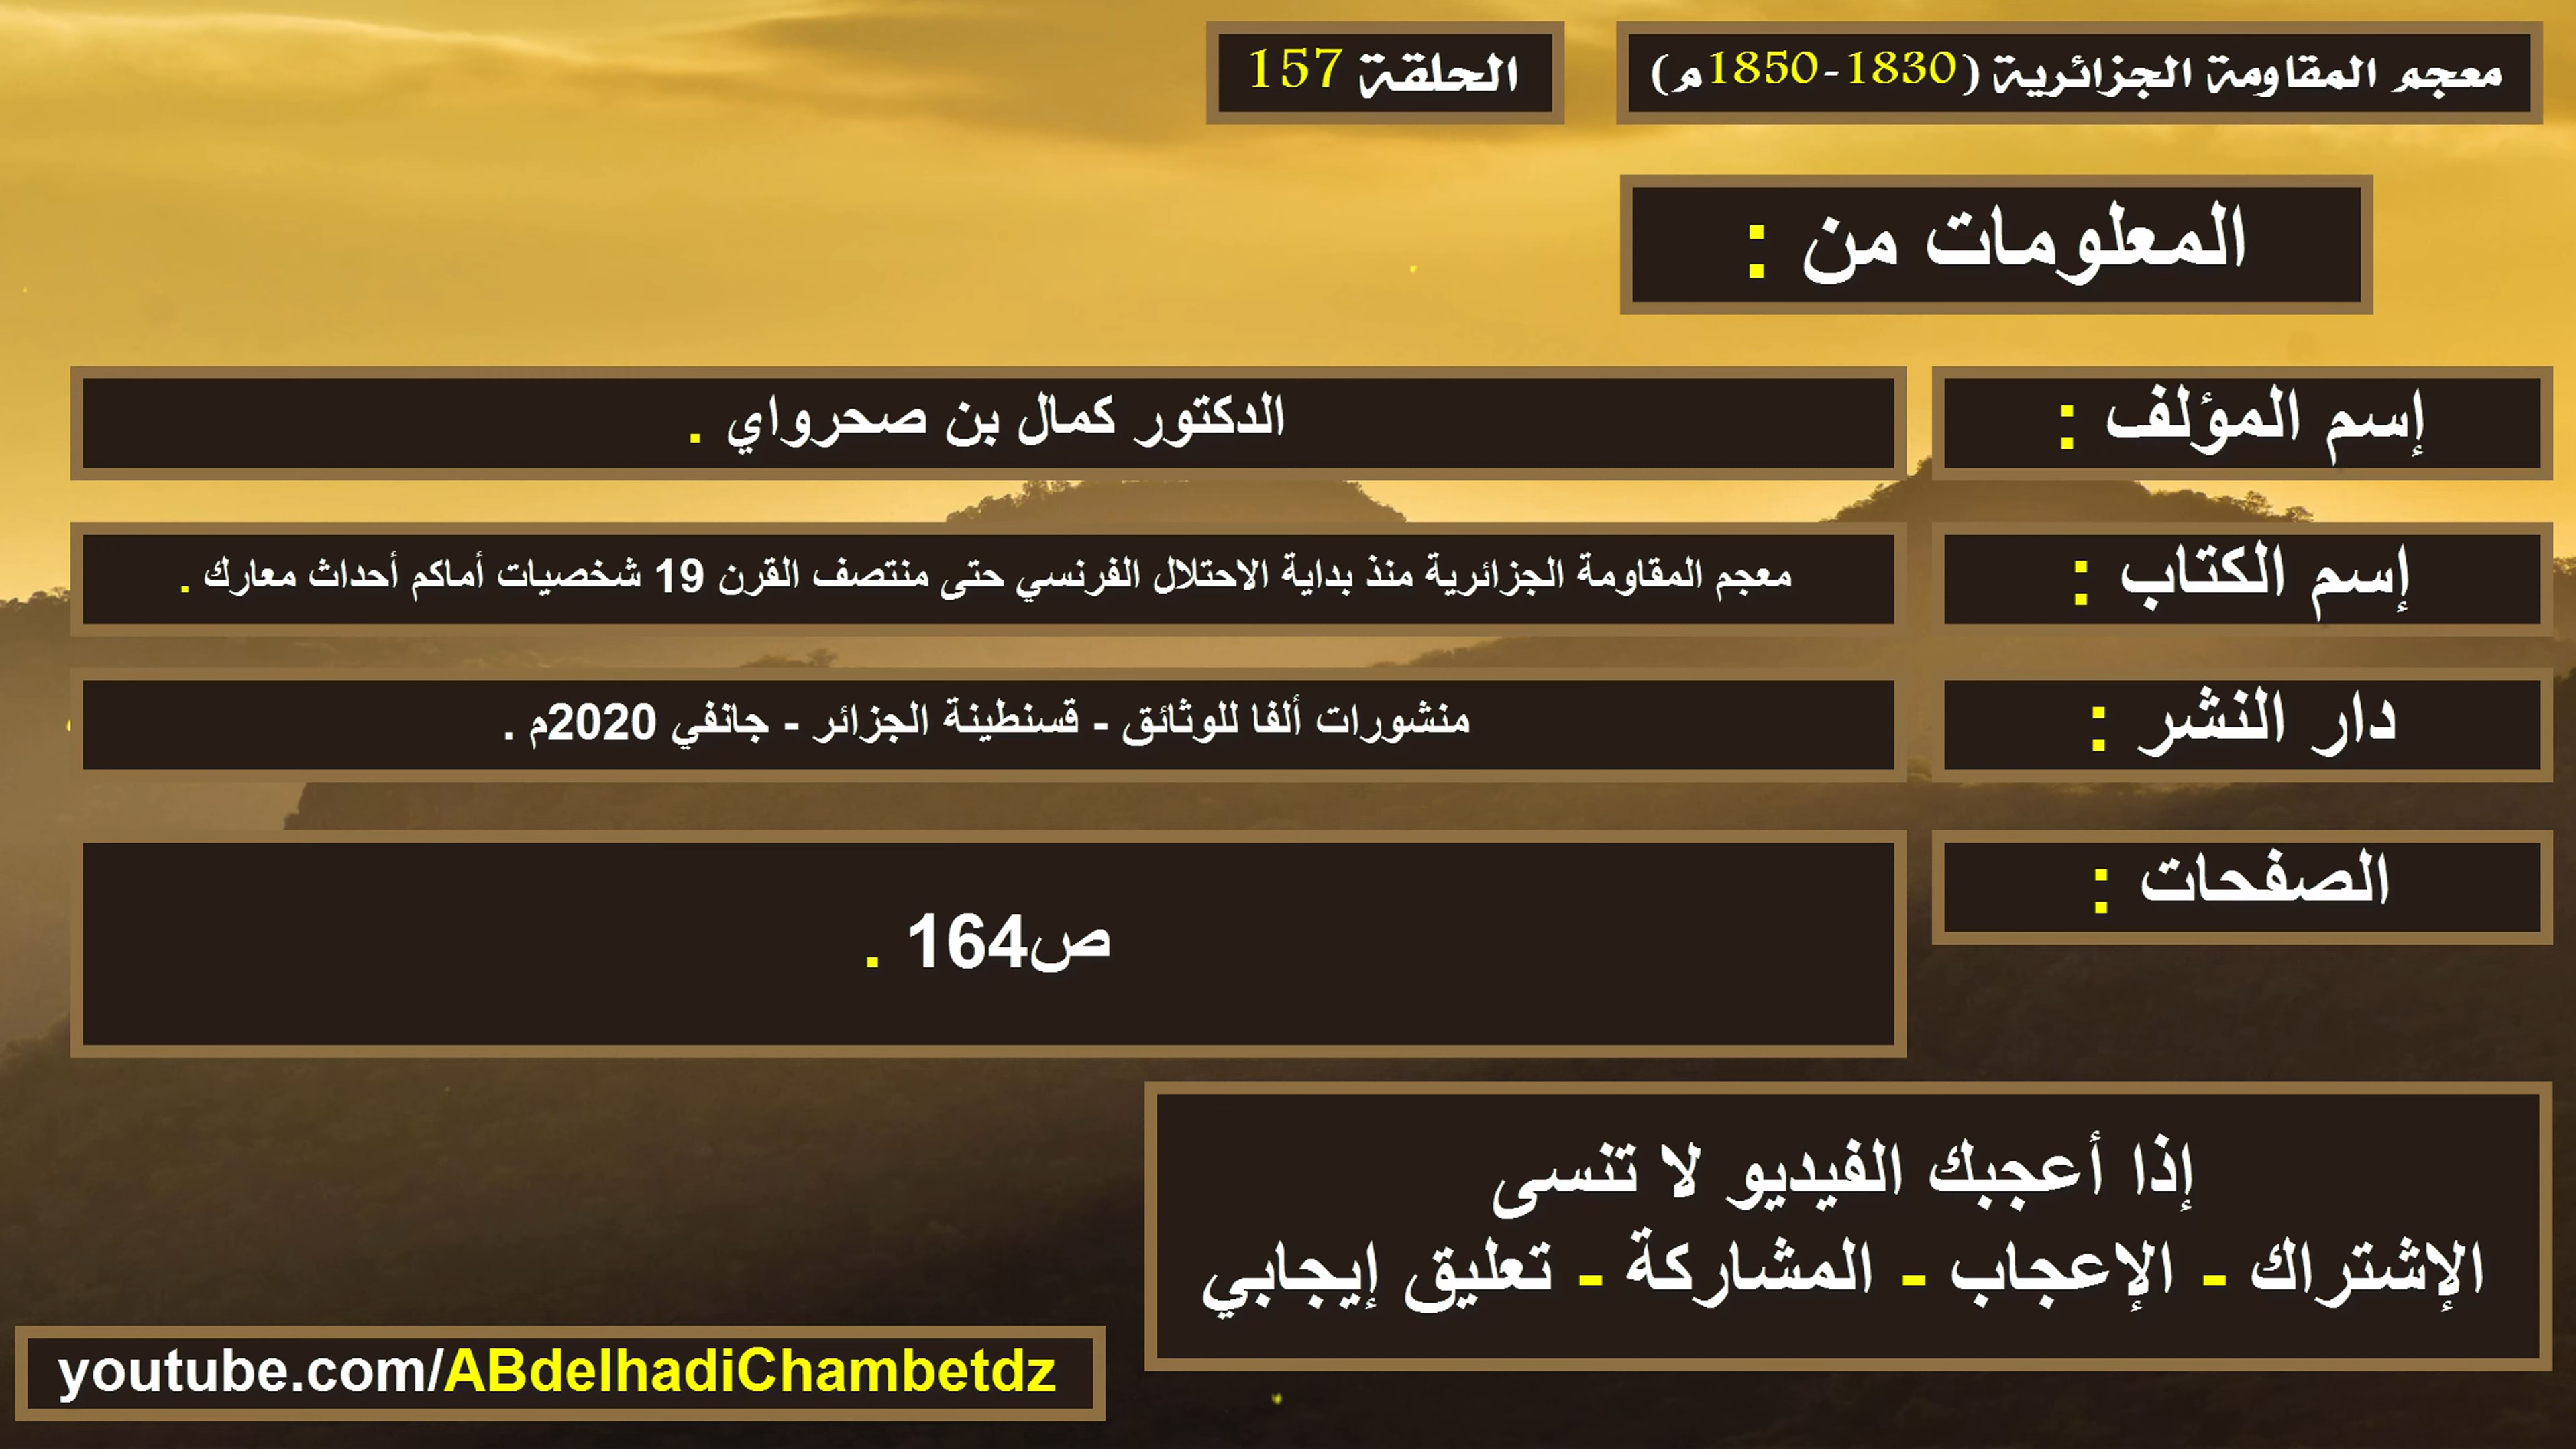 معجم المقاومة الجزائرية (1830-1850م)
الحلقة 157
المعلومات من :
إسم المؤلف :
الدكتور كمال بن صحرواي .
إسم الكتاب :
معجم المقاومة الجزائرية منذ بداية الاحتلال الفرنسي حتى منتصف القرن 19 شخصيات أماكم أحداث معارك .
دار النشر :
منشورات ألفا للوثائق - قسنطينة الجزائر - جانفي 2020م .
الصفحات :
ص164 .
إذا أعجبك الفيديو لا تنسى
الإشتراك - الإعجاب - المشاركة - تعليق إيجابي
youtube.com/ABdelhadiChambetdz